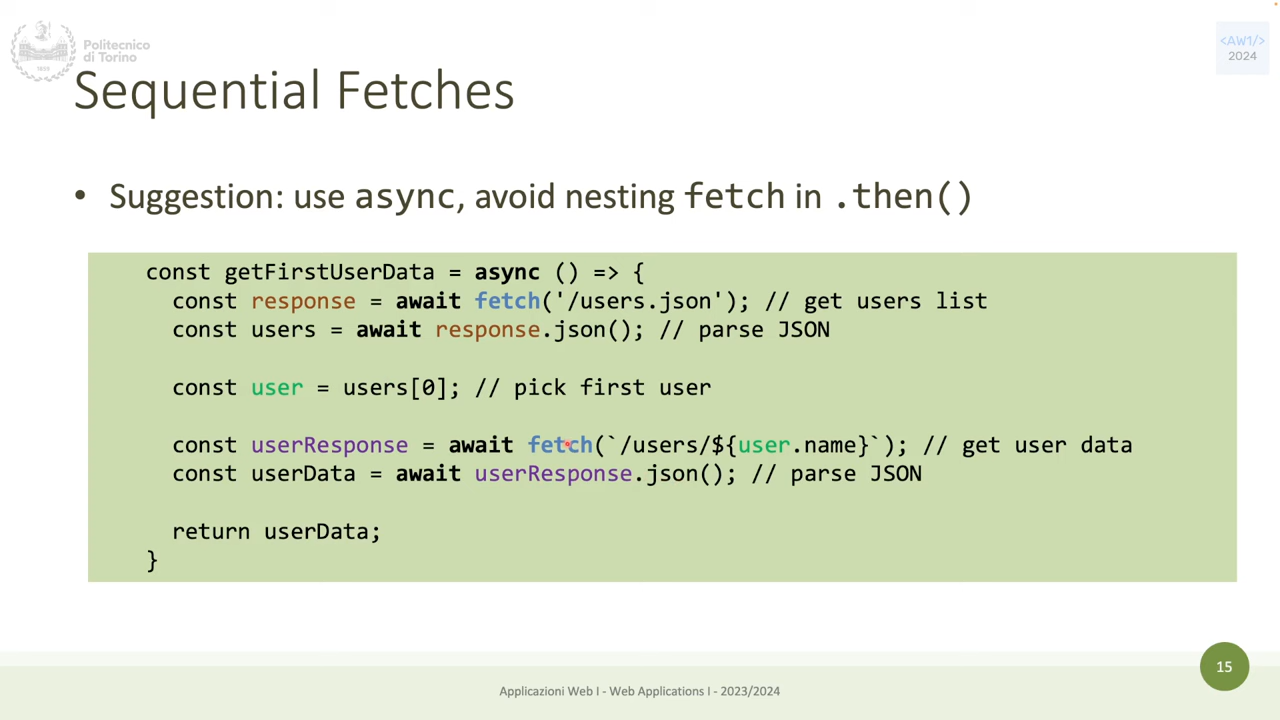 Politecnico
di Torino
1859
<AW1/>
2024
Sequential Fetches
• Suggestion: use async, avoid nesting fetch in .then()
const getFirstUserData = async () => {
const response = await fetch('/users.json'); // get users list
const users = await response.json(); // parse JSON
const user = users[0]; // pick first user
const userResponse = await fetch(`/users/${user.name}`); // get user data
const userData = await userResponse.json(); // parse JSON
return userData;
}
15
Applicazioni Web I - Web Applications I - 2023/2024